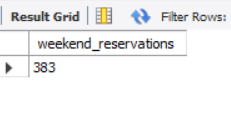 Result Grid Filter Rows:
weekend_reservations
383